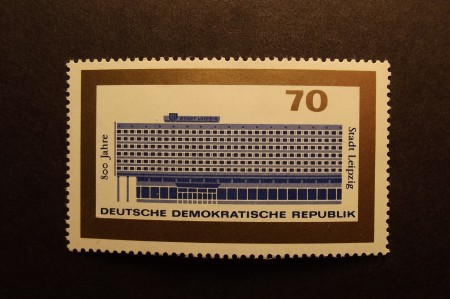 70
800 Jahre
Stadt Leipzig
DEUTSCHE DEMOKRATISCHE REPUBLIK